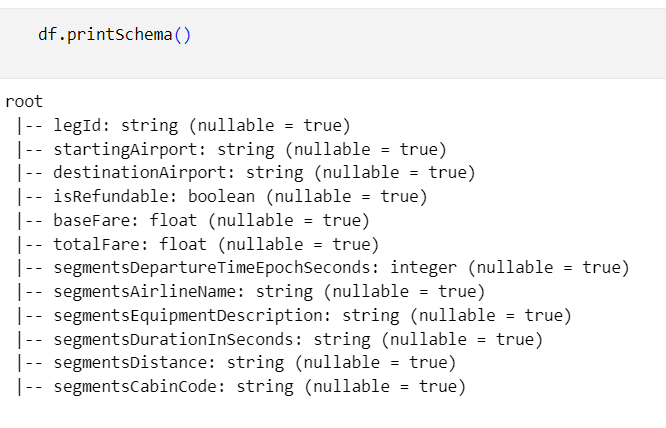 df.printSchema()
root
|-- legId: string (nullable = true)
|-- startingAirport: string (nullable = true)
|-- destinationAirport: string (nullable = true)
|-- isRefundable: boolean (nullable = true)
|-- baseFare: float (nullable = true)
|-- totalFare: float (nullable = true)
|-- segmentsDepartureTimeEpochSeconds: integer (nullable = true)
|-- segmentsAirlineName: string (nullable = true)
|-- segmentsEquipmentDescription: string (nullable = true)
|-- segmentsDurationInSeconds: string (nullable = true)
|-- segmentsDistance: string (nullable = true)
|-- segmentsCabinCode: string (nullable = true)